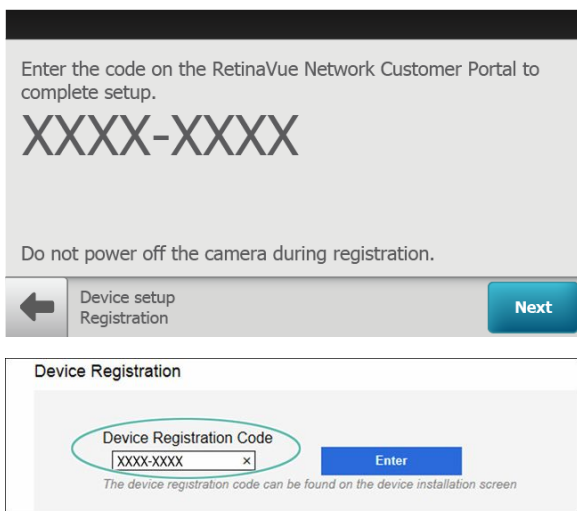 Enter the code on the RetinaVue Network Customer Portal to
complete setup.
XXXX-XXXX
Do not power off the camera during registration.
Device setup
Registration
Next
Device Registration
Device Registration Code
XXXX-XXXX ×
Enter
The device registration code can be found on the device installation screen